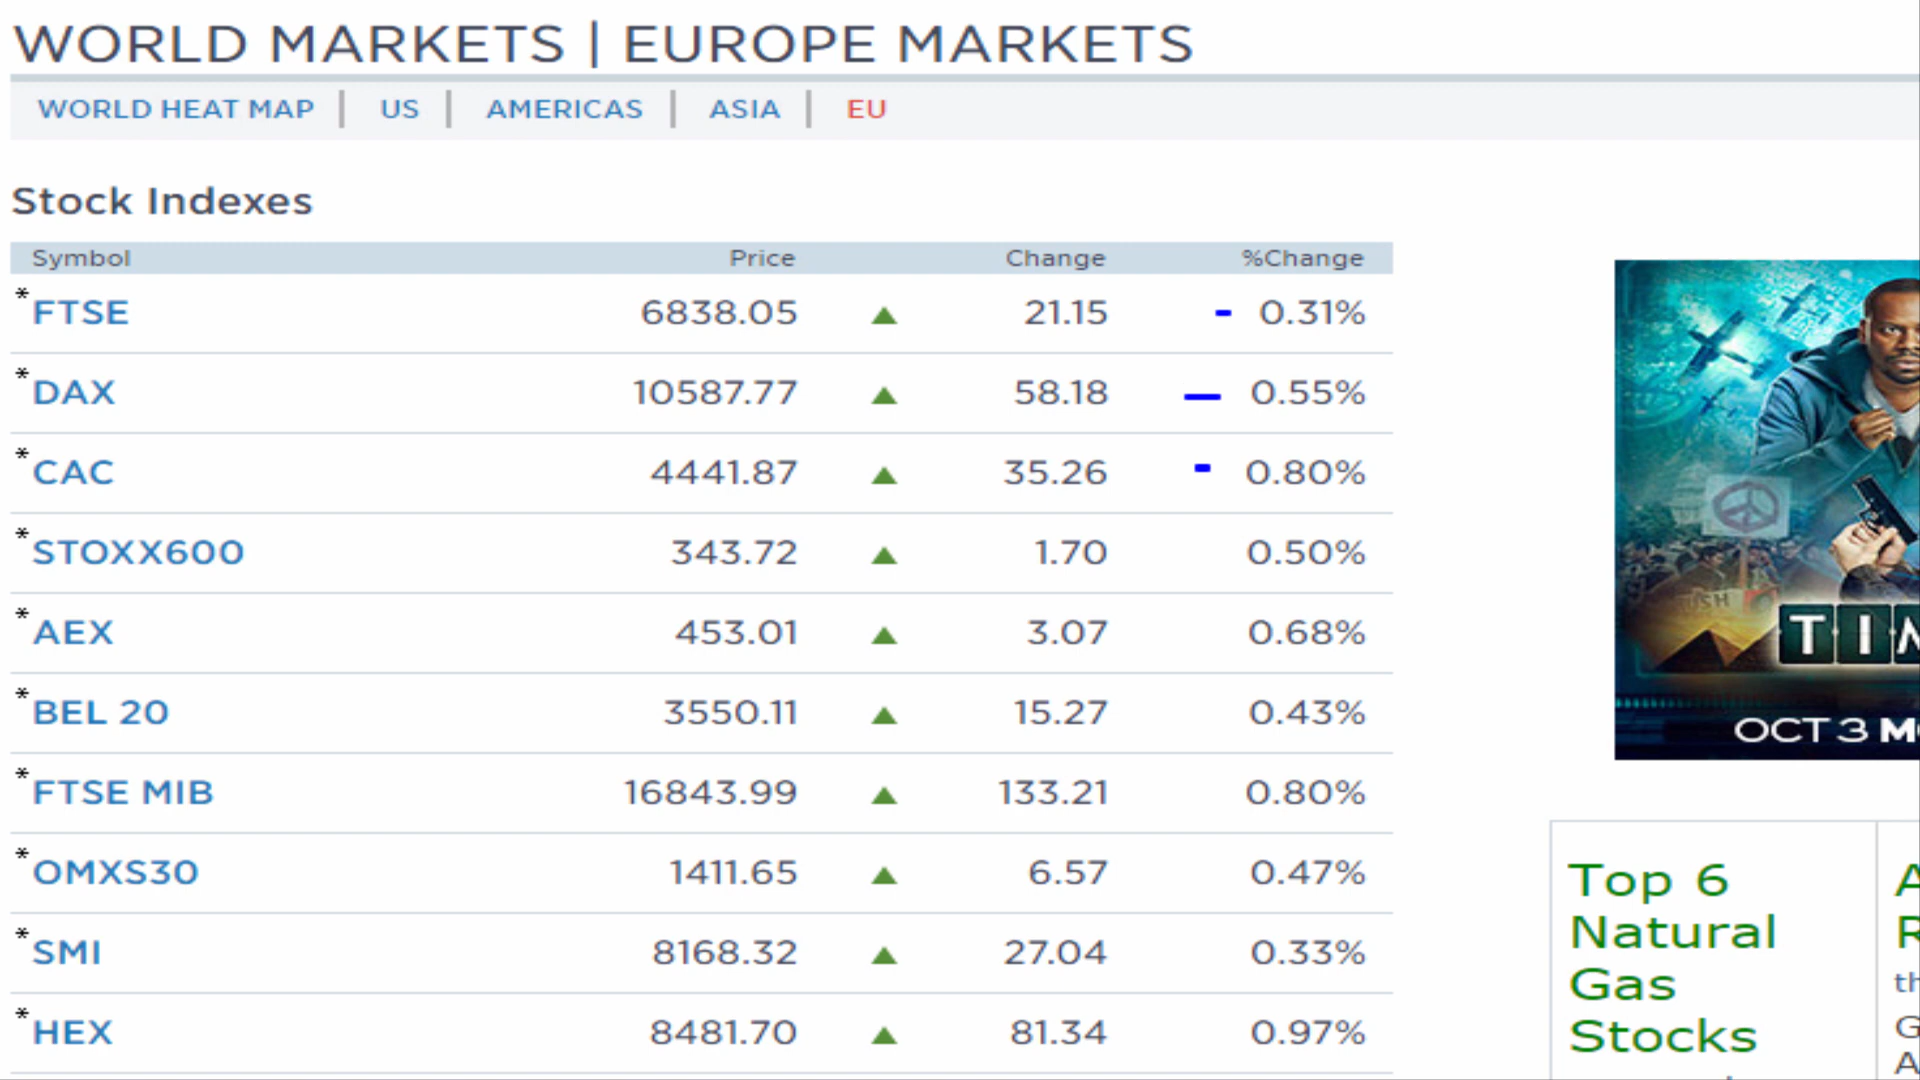 WORLD MARKETS | EUROPE MARKETS
WORLD HEAT MAP | US | AMERICAS | ASIA | EU
Stock Indexes
Symbol Price Change %Change
*FTSE 6838.05 ▲ 21.15 - 0.31%
*DAX 10587.77 ▲ 58.18 — 0.55%
*CAC 4441.87 ▲ 35.26 - 0.80%
*STOXX600 343.72 ▲ 1.70 0.50%
*AEX 453.01 ▲ 3.07 0.68%
*BEL 20 3550.11 ▲ 15.27 0.43%
*FTSE MIB 16843.99 ▲ 133.21 0.80%
*OMXS30 1411.65 ▲ 6.57 0.47%
*SMI 8168.32 ▲ 27.04 0.33%
*HEX 8481.70 ▲ 81.34 0.97%
TIM
OCT 3 M
Top 6
Natural
Gas
Stocks
A
R
th
G
A